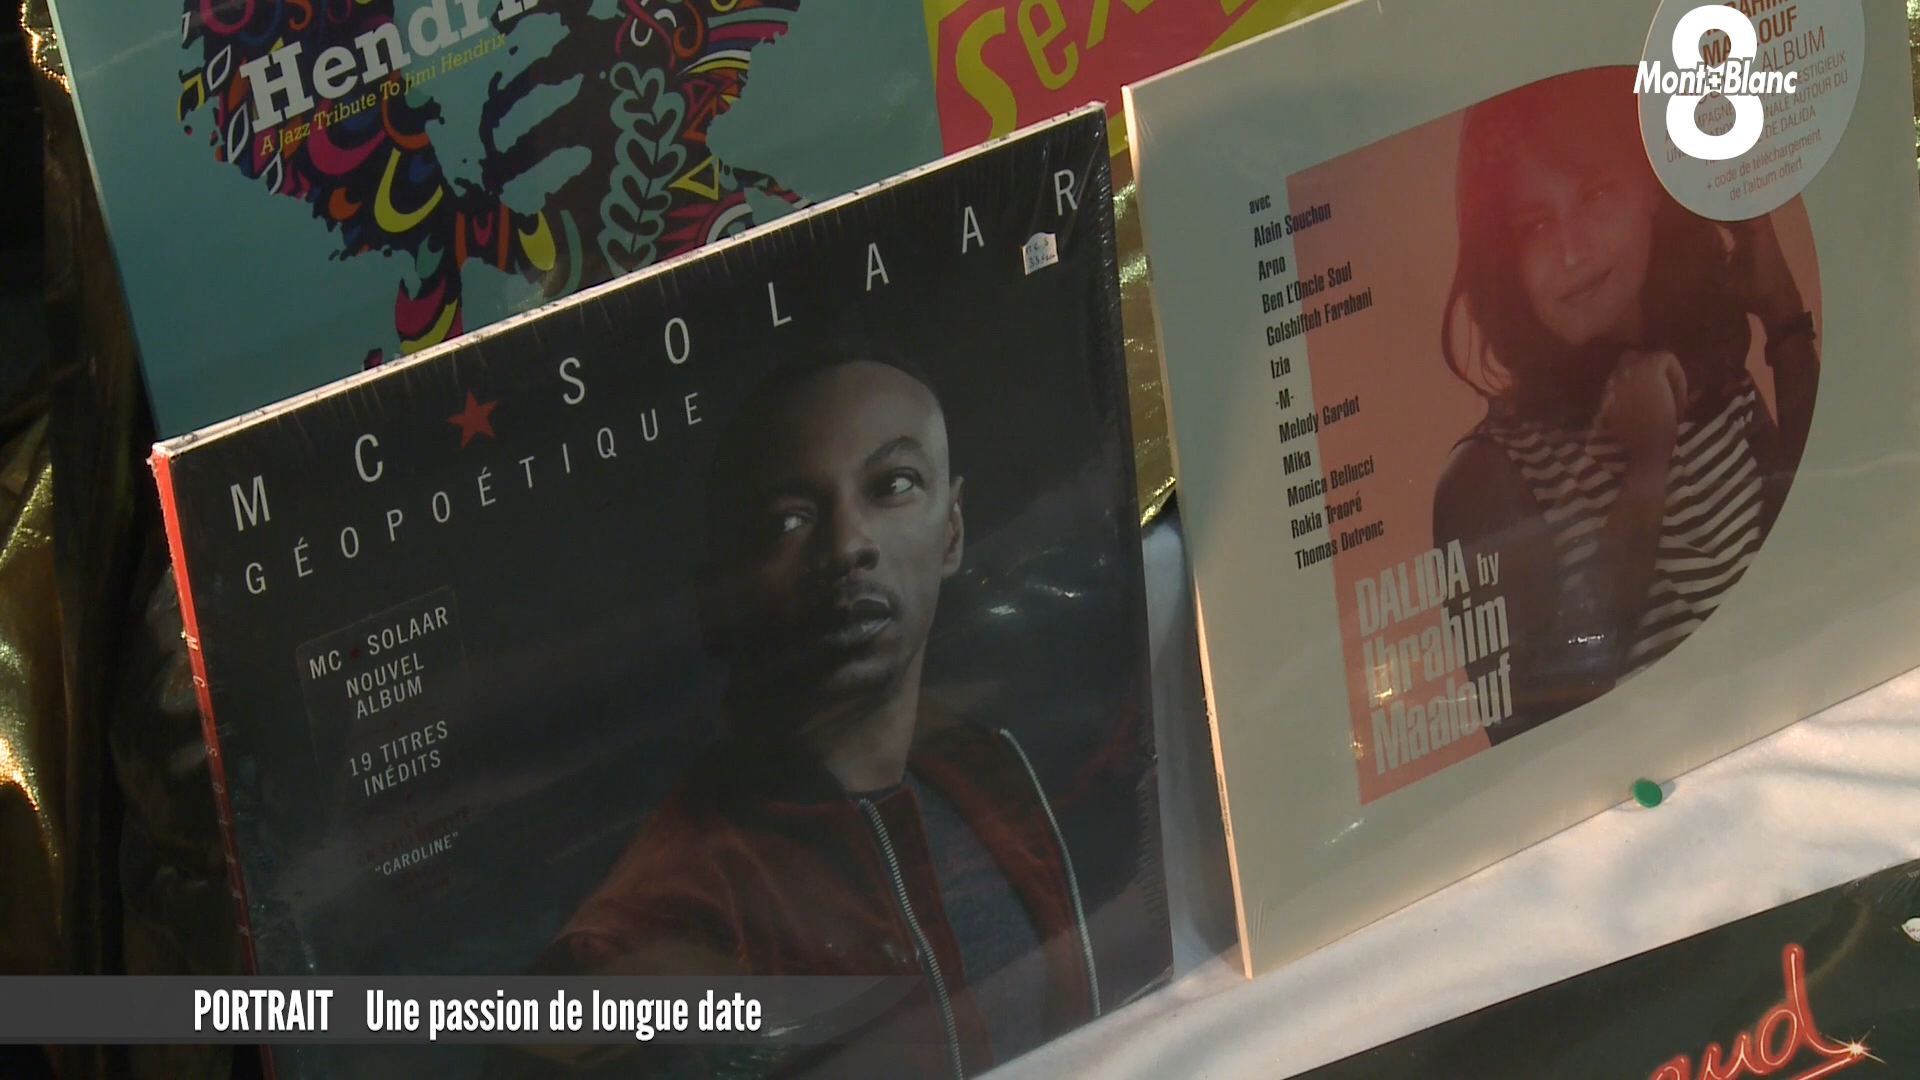 Hendrix
A Jazz Tribute To Jimi Hendrix
MC ★ SOLAAR
GÉOPOÉTIQUE
MC ★ SOLAAR
NOUVEL
ALBUM
19 TITRES
INÉDITS
"CAROLINE"
avec
Alain Souchon
Arno
Ben L'Oncle Soul
Golshifteh Farahani
Izia
-M-
Melody Gardot
Mika
Monica Bellucci
Rokia Traoré
Thomas Dutronc
DALIDA by
Ibrahim
Maalouf
ALBUM
AUTOUR DU
DE DALIDA
+ code de téléchargement
de l'album offert
8
Mont Blanc
PORTRAIT Une passion de longue date